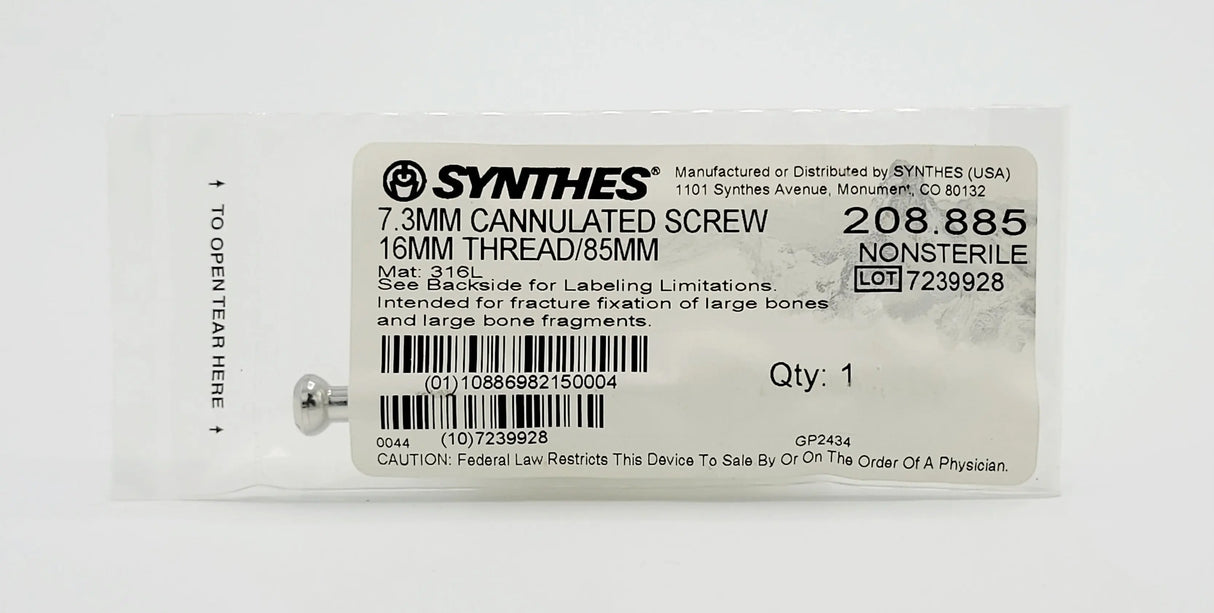 TO OPEN TEAR HERE
SYNTHES®
Manufactured or Distributed by SYNTHES (USA)
1101 Synthes Avenue, Monument, CO 80132
7.3MM CANNULATED SCREW
16MM THREAD/85MM
208.885
NONSTERILE
LOT 7239928
Mat: 316L
See Backside for Labeling Limitations.
Intended for fracture fixation of large bones
and large bone fragments.
(01)10886982150004
Qty: 1
0044 (10)7239928
GP2434
CAUTION: Federal Law Restricts This Device To Sale By Or On The Order Of A Physician.